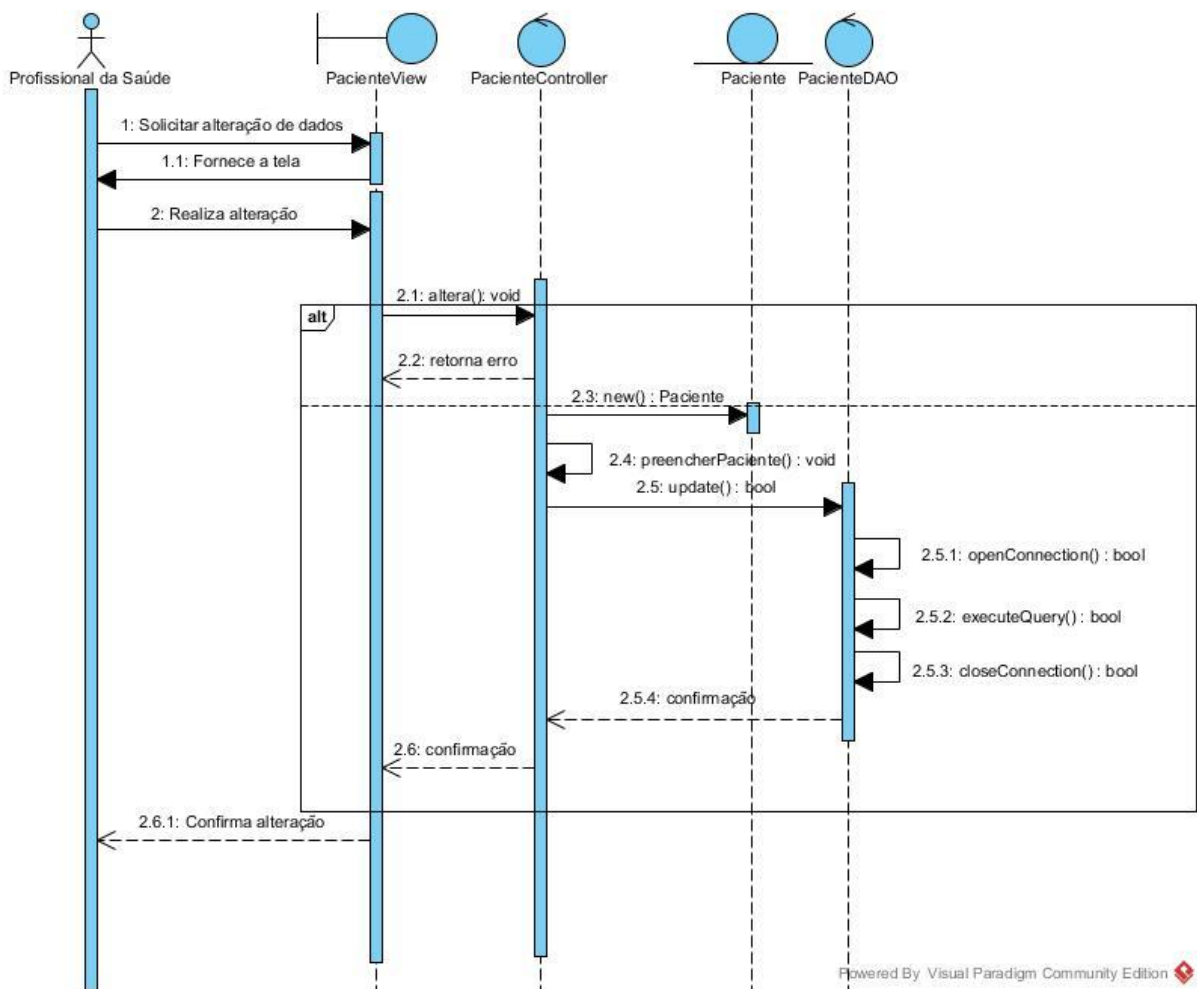 Profissional da Saúde
PacienteView
PacienteController
Paciente
PacienteDAO
1: Solicitar alteração de dados
1.1: Fornece a tela
2: Realiza alteração
2.1: altera(): void
alt
2.2: retorna erro
2.3: new() : Paciente
2.4: preencherPaciente() : void
2.5: update() : bool
2.5.1: openConnection() : bool
2.5.2: executeQuery() : bool
2.5.3: closeConnection() : bool
2.5.4: confirmação
2.6: confirmação
2.6.1: Confirma alteração
Powered By Visual Paradigm Community Edition